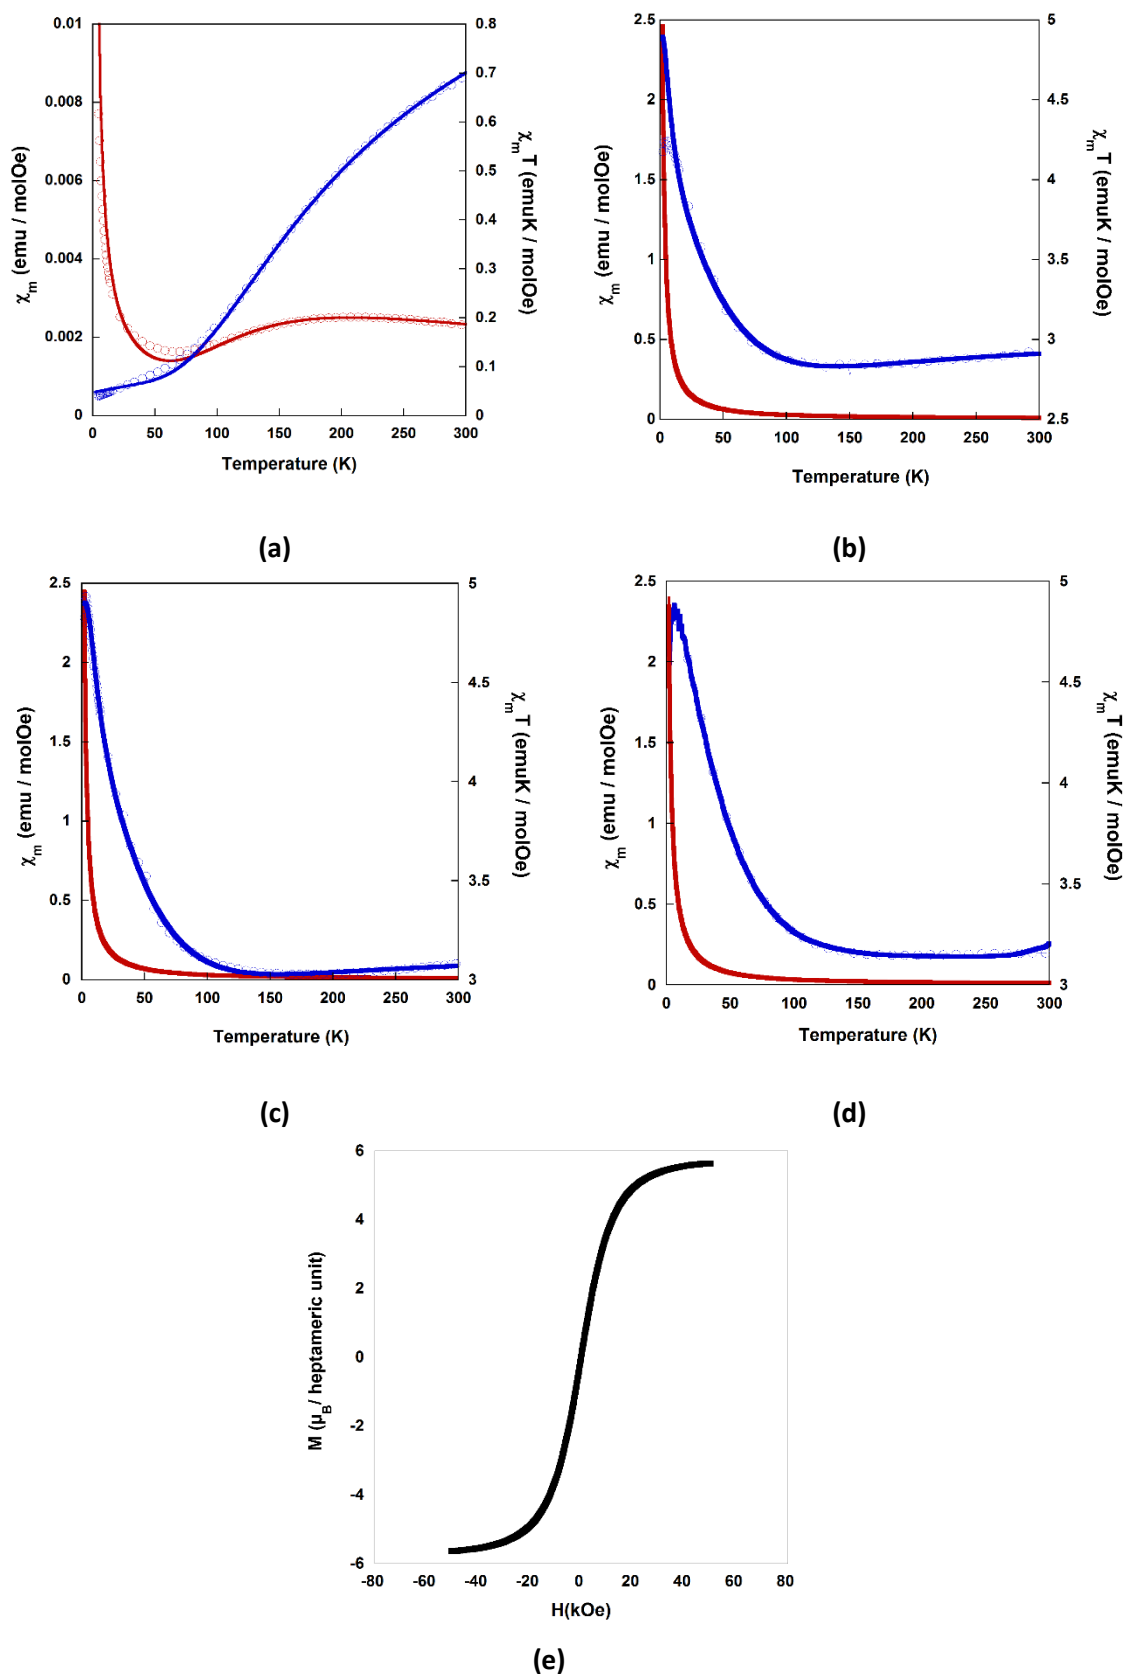 0.01
0.008
0.006
0.004
0.002
0
χm (emu / molOe)
0.8
0.7
0.6
0.5
0.4
0.3
0.2
0.1
0
χmT (emuK / molOe)
0 50 100 150 200 250 300
Temperature (K)
(a)
2.5
2
1.5
1
0.5
0
χm (emu / molOe)
5
4.5
4
3.5
3
2.5
χmT (emuK / molOe)
0 50 100 150 200 250 300
Temperature (K)
(b)
2.5
2
1.5
1
0.5
0
χm (emu / molOe)
5
4.5
4
3.5
3
χmT (emuK / molOe)
0 50 100 150 200 250 300
Temperature (K)
(c)
2.5
2
1.5
1
0.5
0
χm (emu / molOe)
5
4.5
4
3.5
3
χmT (emuK / molOe)
0 50 100 150 200 250 300
Temperature (K)
(d)
6
4
2
0
-2
-4
-6
M (μB / heptameric unit)
-80 -60 -40 -20 0 20 40 60 80
H(kOe)
(e)